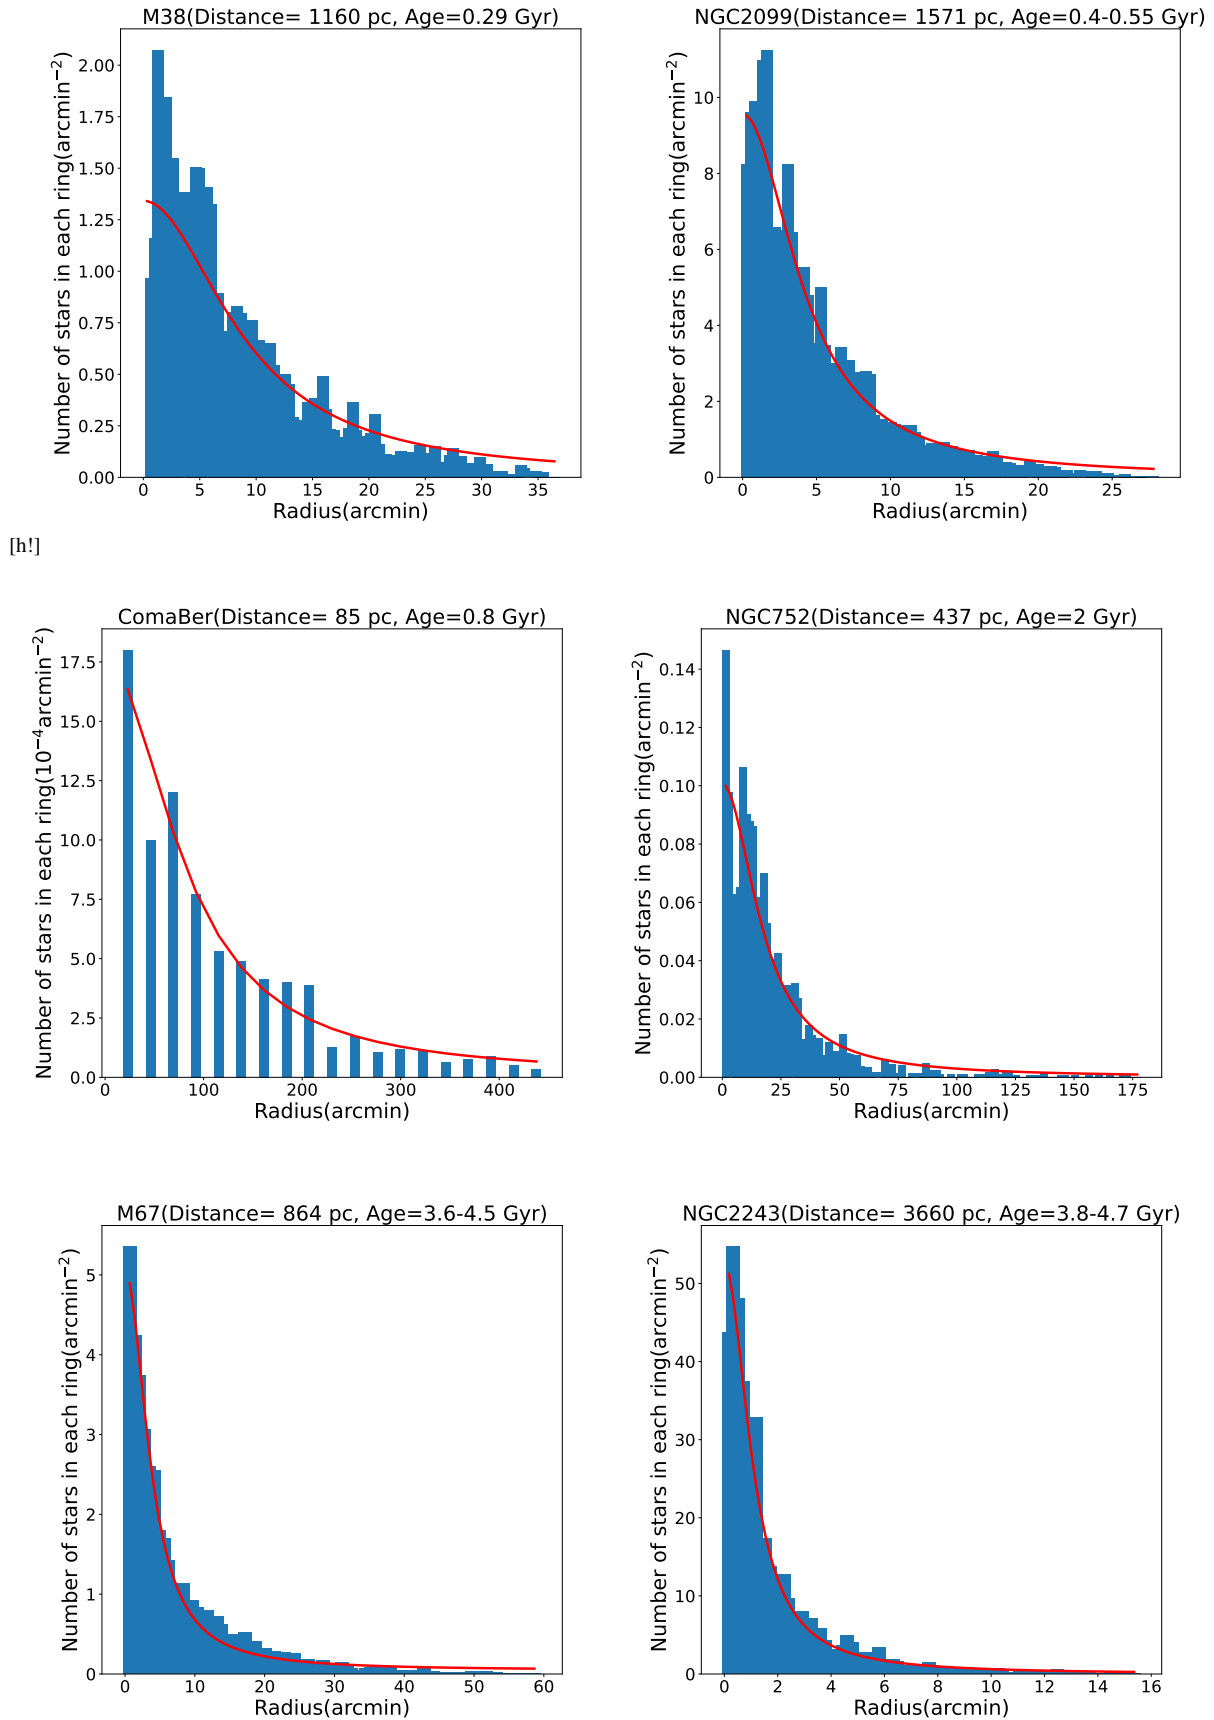 M38(Distance= 1160 pc, Age=0.29 Gyr)
Number of stars in each ring(arcmin⁻²)
2.00
1.75
1.50
1.25
1.00
0.75
0.50
0.25
0.00
0 5 10 15 20 25 30 35
Radius(arcmin)
NGC2099(Distance= 1571 pc, Age=0.4-0.55 Gyr)
Number of stars in each ring(arcmin⁻²)
10
8
6
4
2
0
0 5 10 15 20 25
Radius(arcmin)
[h!]
ComaBer(Distance= 85 pc, Age=0.8 Gyr)
Number of stars in each ring(10⁻⁴arcmin⁻²)
17.5
15.0
12.5
10.0
7.5
5.0
2.5
0.0
0 100 200 300 400
Radius(arcmin)
NGC752(Distance= 437 pc, Age=2 Gyr)
Number of stars in each ring(arcmin⁻²)
0.14
0.12
0.10
0.08
0.06
0.04
0.02
0.00
0 25 50 75 100 125 150 175
Radius(arcmin)
M67(Distance= 864 pc, Age=3.6-4.5 Gyr)
Number of stars in each ring(arcmin⁻²)
5
4
3
2
1
0
0 10 20 30 40 50 60
Radius(arcmin)
NGC2243(Distance= 3660 pc, Age=3.8-4.7 Gyr)
Number of stars in each ring(arcmin⁻²)
50
40
30
20
10
0
0 2 4 6 8 10 12 14 16
Radius(arcmin)